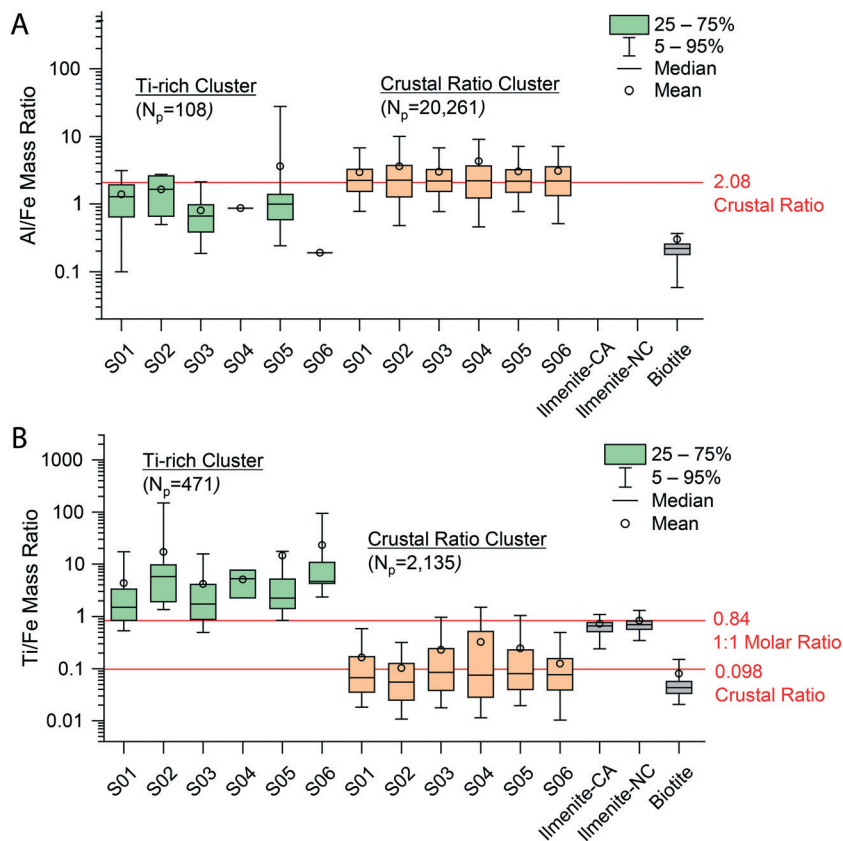 A
25 – 75%
5 – 95%
Median
Mean
Ti-rich Cluster
(Np=108)
Crustal Ratio Cluster
(Np=20,261)
Al/Fe Mass Ratio
100
10
1
0.1
2.08
Crustal Ratio
S01
S02
S03
S04
S05
S06
S01
S02
S03
S04
S05
S06
Ilmenite-CA
Ilmenite-NC
Biotite
B
25 – 75%
5 – 95%
Median
Mean
Ti-rich Cluster
(Np=471)
Crustal Ratio Cluster
(Np=2,135)
Ti/Fe Mass Ratio
1000
100
10
1
0.1
0.01
0.84
1:1 Molar Ratio
0.098
Crustal Ratio
S01
S02
S03
S04
S05
S06
S01
S02
S03
S04
S05
S06
Ilmenite-CA
Ilmenite-NC
Biotite